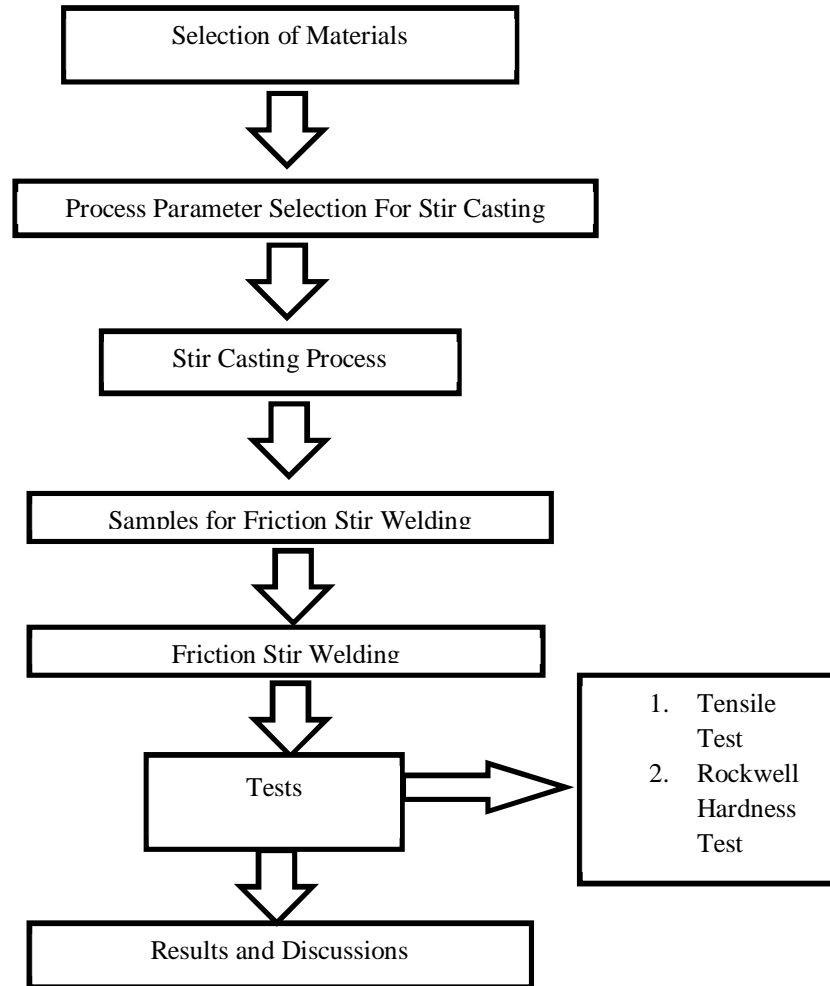 Selection of Materials
Process Parameter Selection For Stir Casting
Stir Casting Process
Samples for Friction Stir Welding
Friction Stir Welding
Tests
1. Tensile
Test
2. Rockwell
Hardness
Test
Results and Discussions